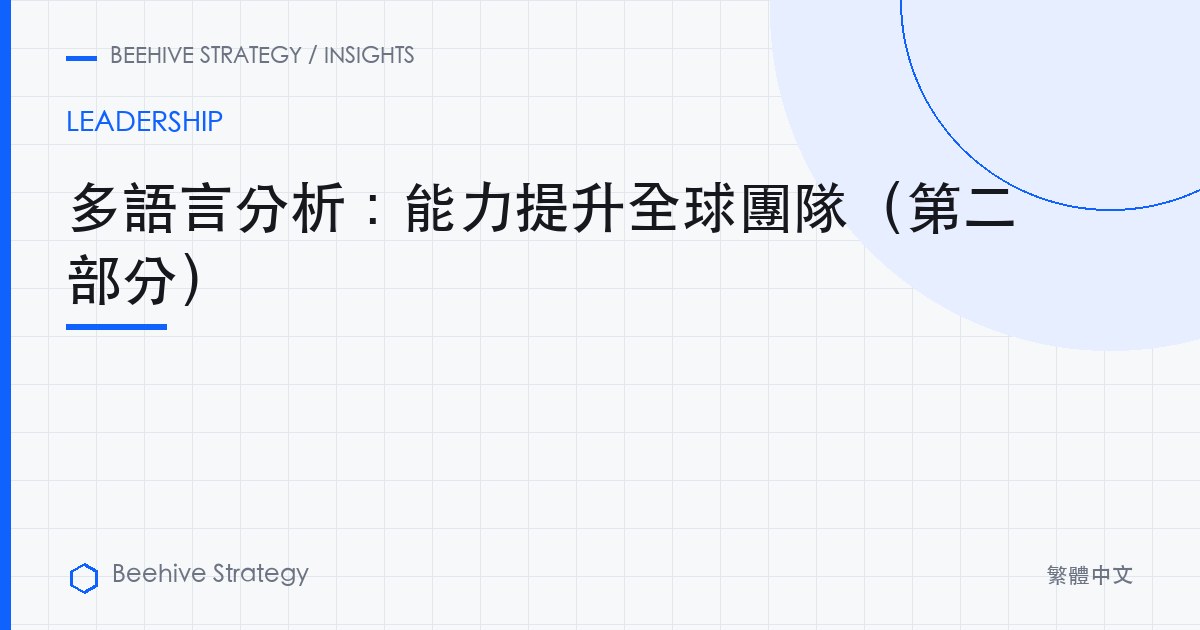 BEEHIVE STRATEGY / INSIGHTS
LEADERSHIP
多語言分析：能力提升全球團隊（第二
部分）
Beehive Strategy
繁體中文